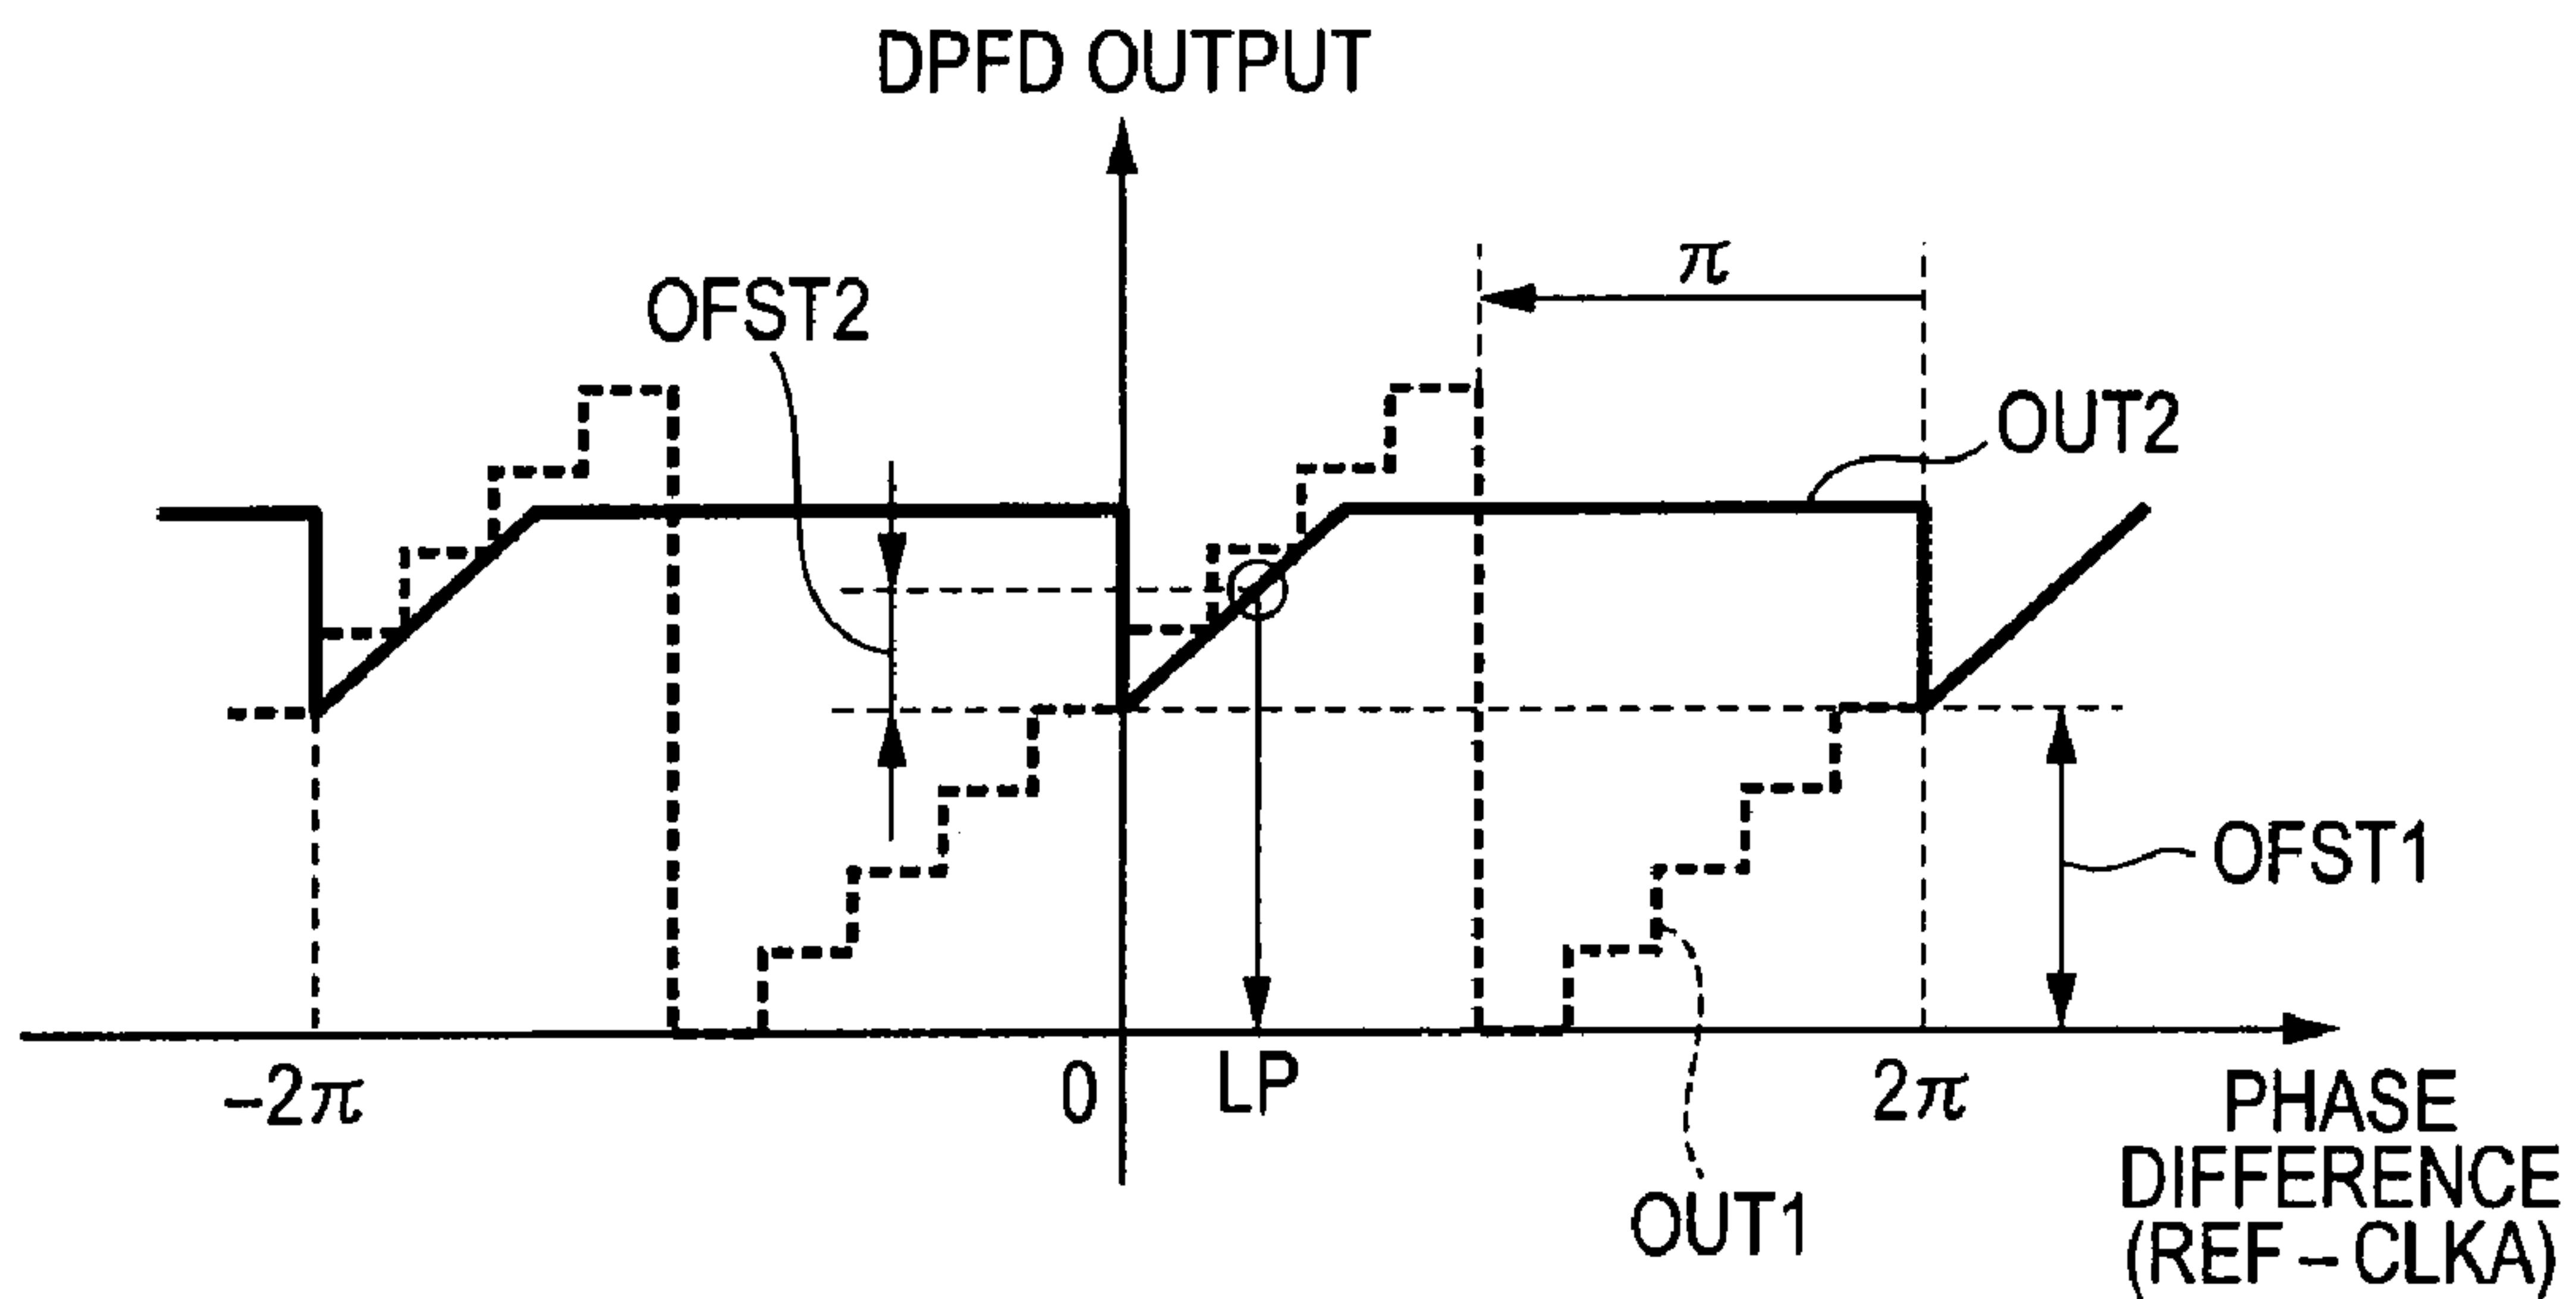 DPFD OUTPUT
π
OFST2
OUT2
OFST1
-2π
0
LP
2π
PHASE
DIFFERENCE
(REF – CLKA)
OUT1